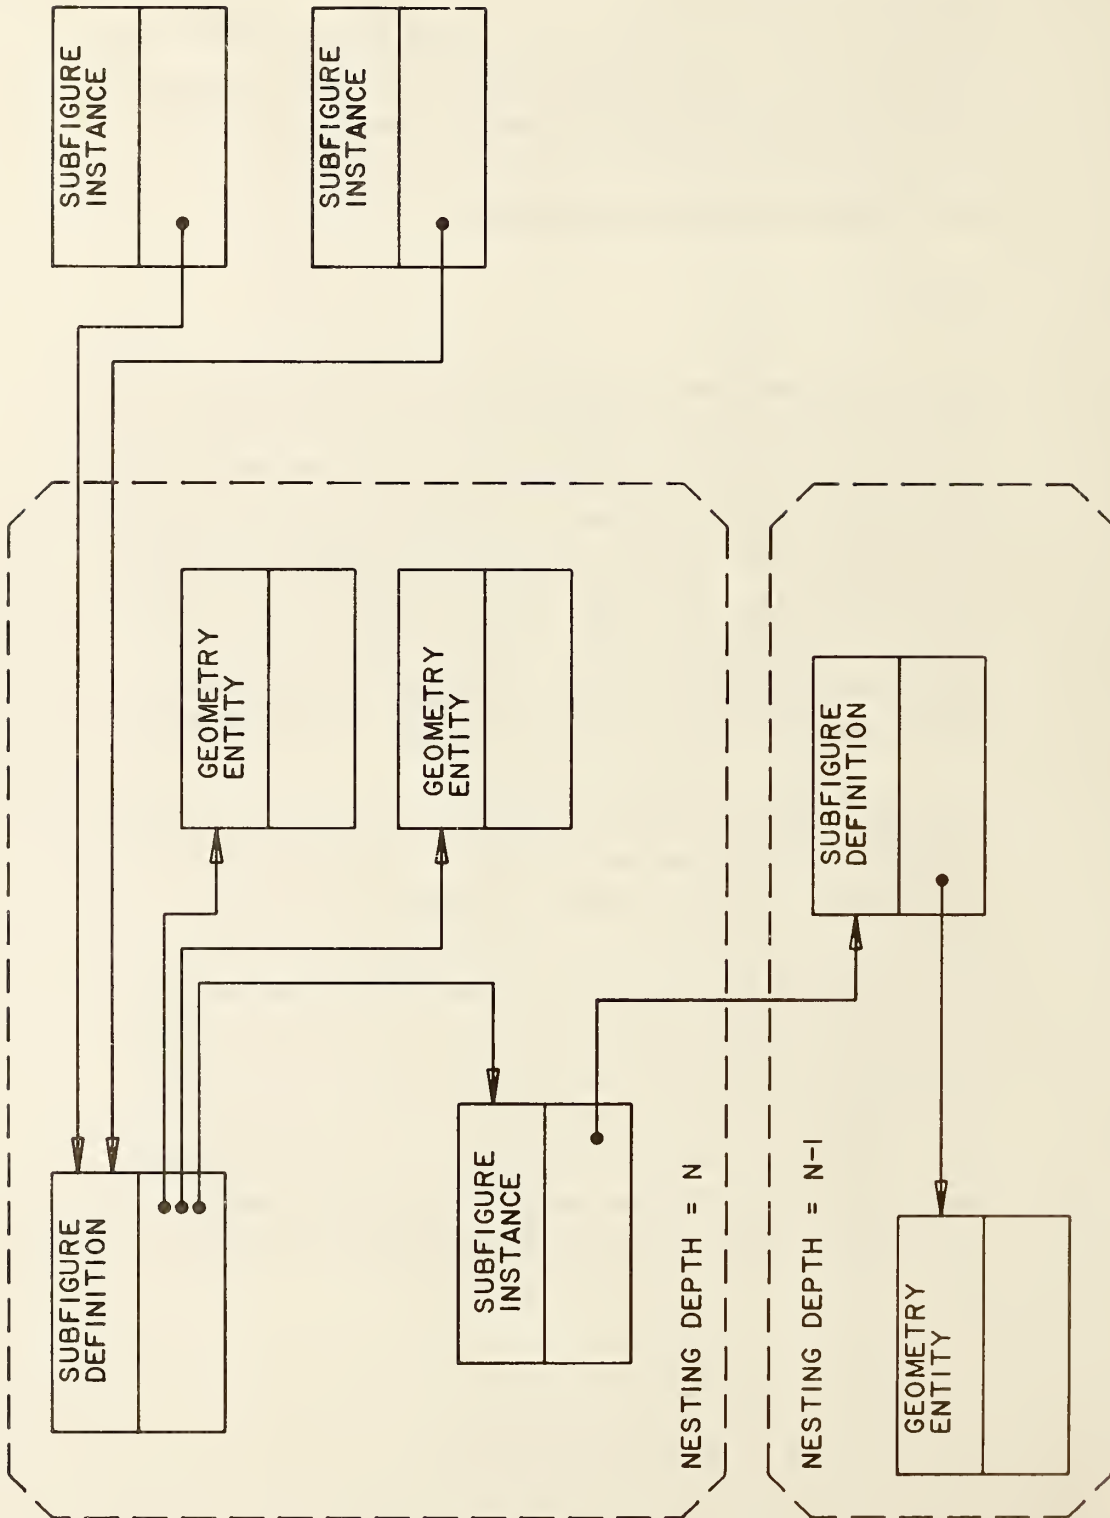 SUBFIGURE
DEFINITION
SUBFIGURE
INSTANCE
GEOMETRY
ENTITY
SUBFIGURE
INSTANCE
GEOMETRY
ENTITY
SUBFIGURE
INSTANCE
NESTING DEPTH = N
NESTING DEPTH = N-1
SUBFIGURE
DEFINITION
GEOMETRY
ENTITY